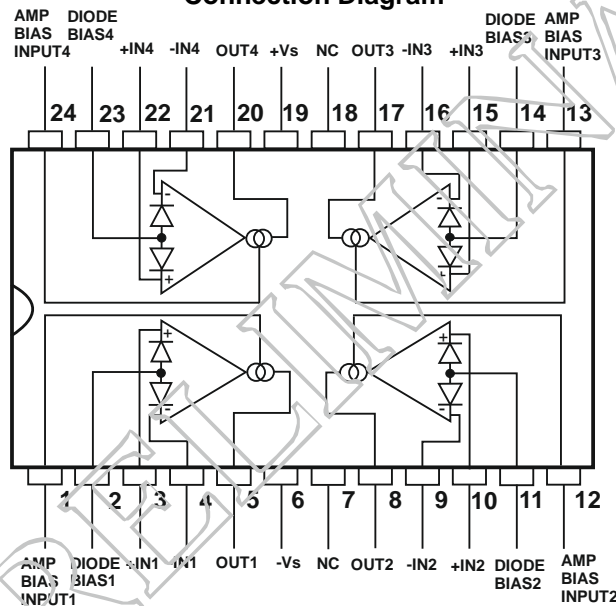 Connection Diagram
AMP BIAS INPUT4
DIODE BIAS4
+IN4
-IN4
OUT4
+Vs
NC
OUT3
-IN3
+IN3
DIODE BIAS3
AMP BIAS INPUT3
24 23 22 21 20 19 18 17 16 15 14 13
- -
+ +
+ +
- -
1 2 3 4 5 6 7 8 9 10 11 12
AMP BIAS INPUT1
DIODE BIAS1
+IN1
-IN1
OUT1
-Vs
NC
OUT2
-IN2
+IN2
DIODE BIAS2
AMP BIAS INPUT2